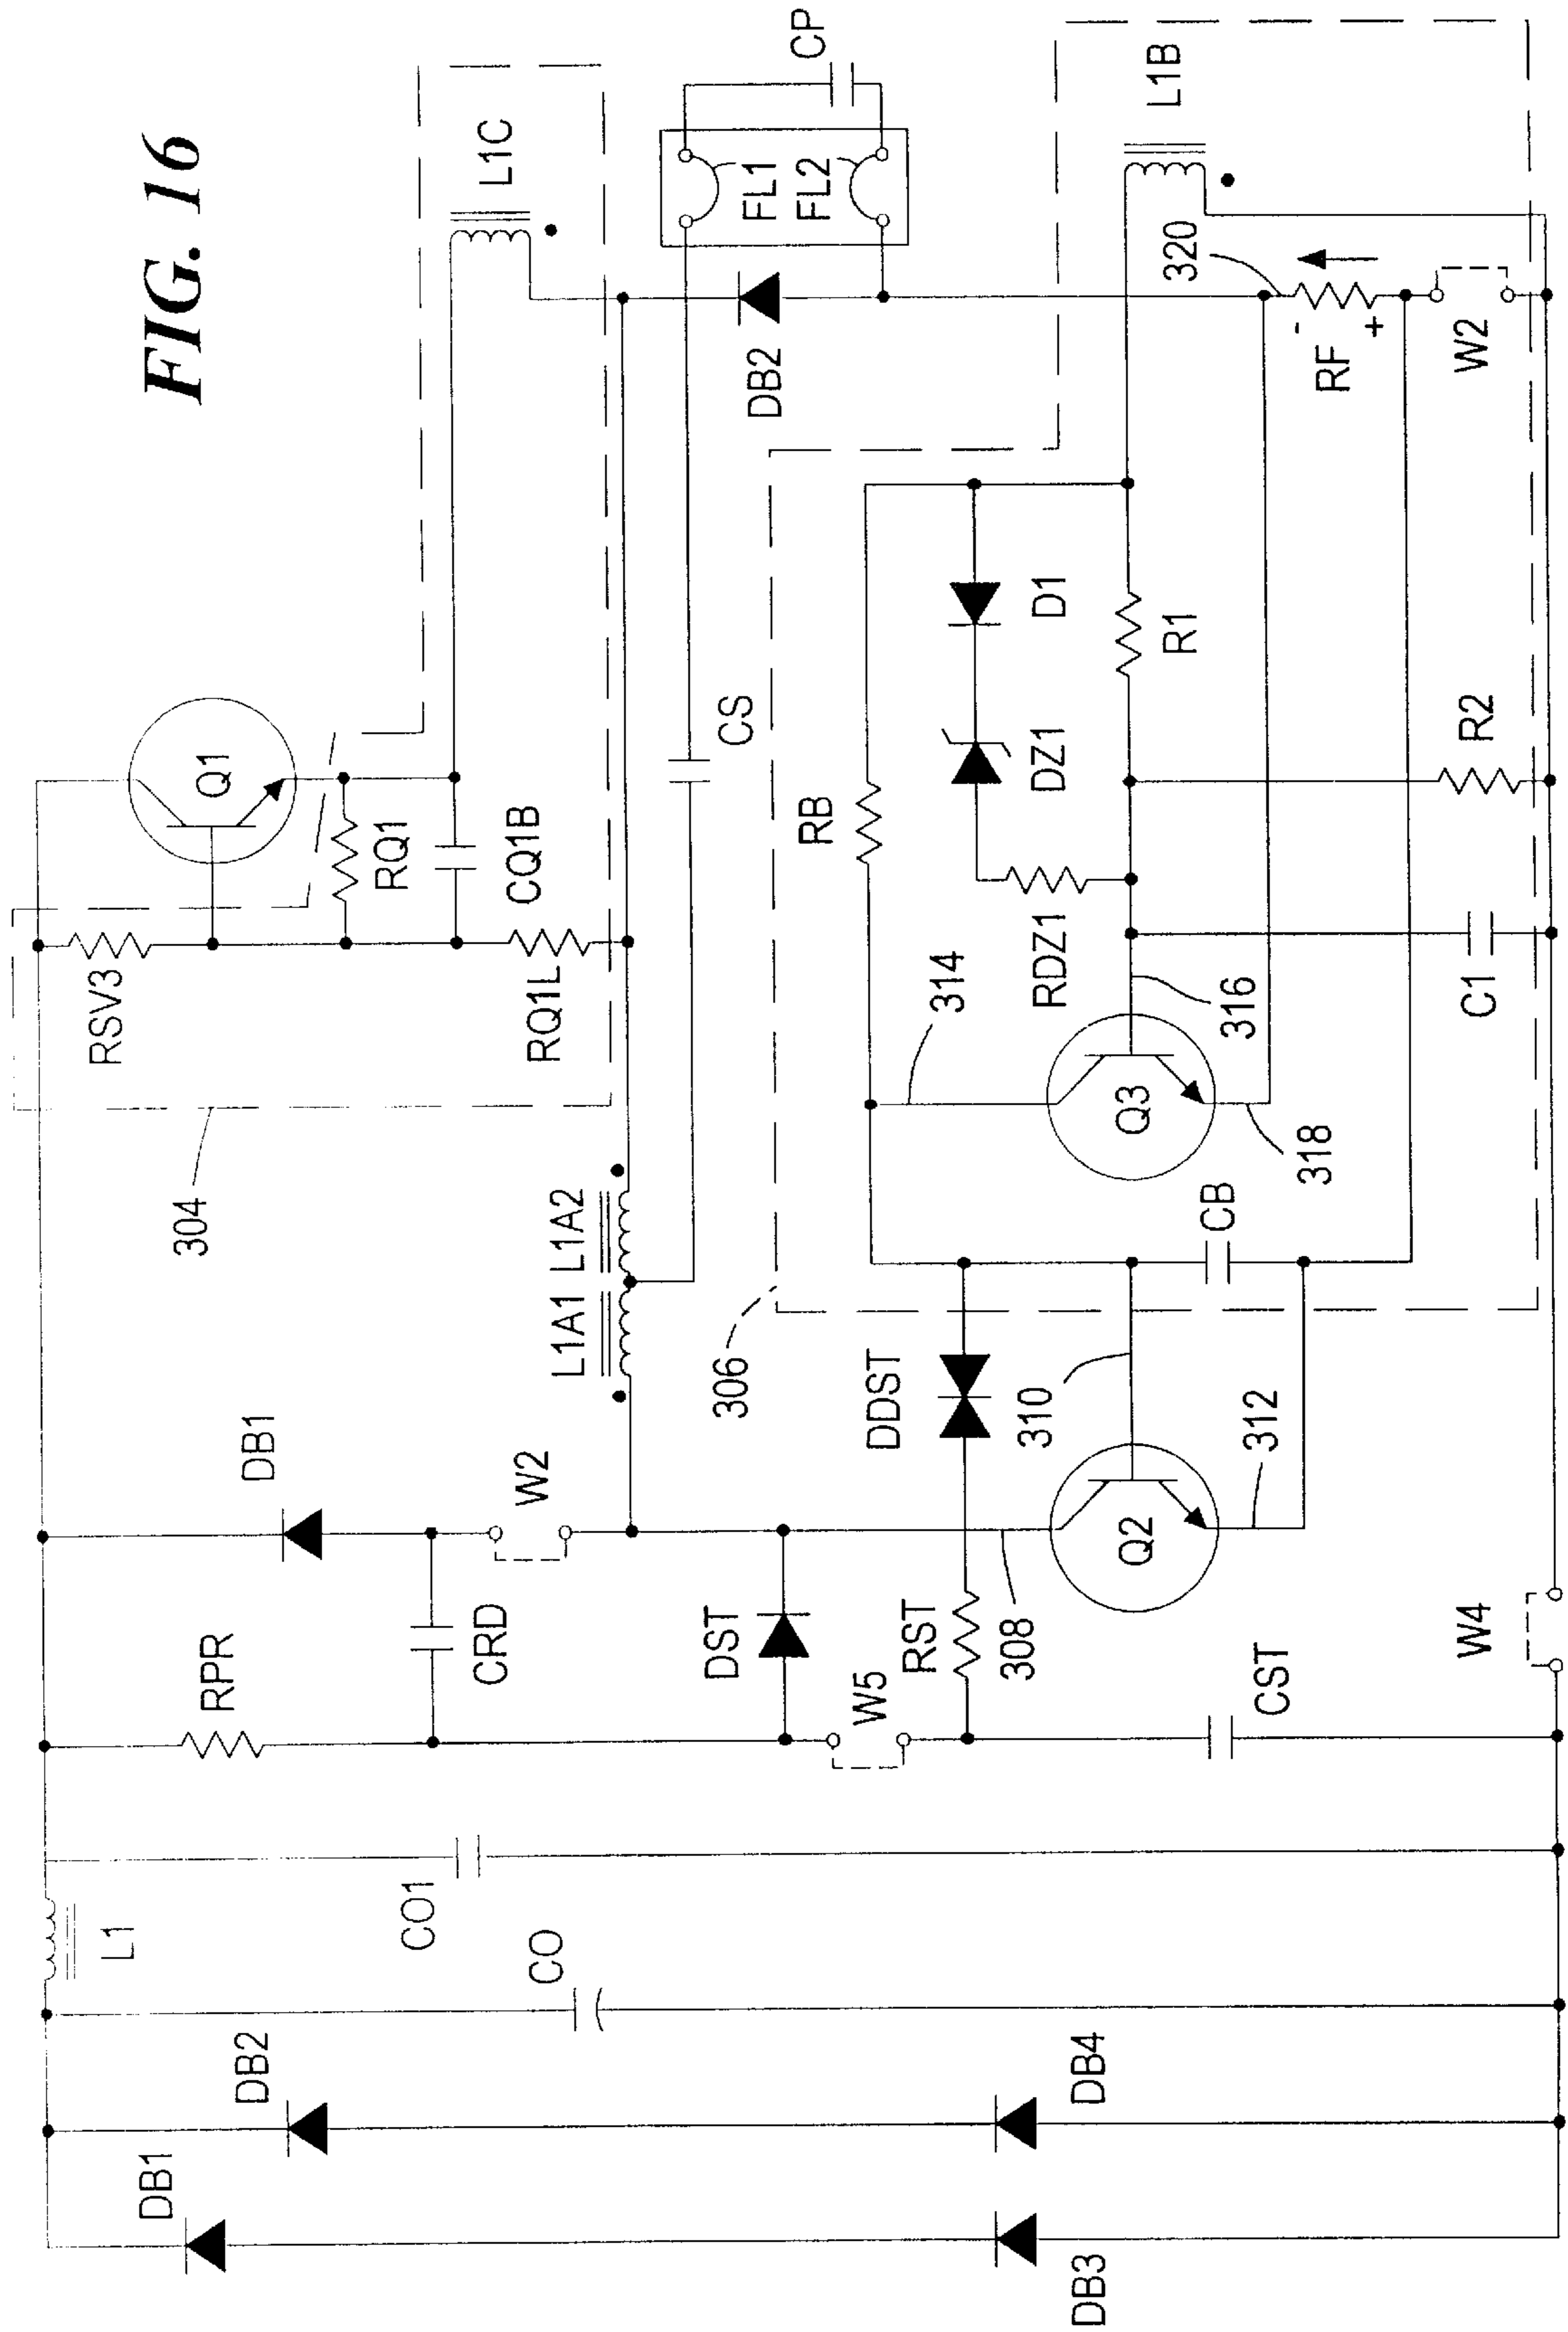 FIG. 16
DB1
DB2
DB3
DB4
CO
L1
CO1
RPR
CRD
DB1
W2
DST
W5
RST
CST
W4
308
Q2
312
310
DDST
306
L1A1
L1A2
304
RSV3
RQ1L
RQ1
CQ1B
Q1
L1C
CS
DB2
FL1
FL2
CP
CB
314
Q3
316
318
RB
RDZ1
DZ1
D1
R1
C1
R2
L1B
320
RF
-
+
W2